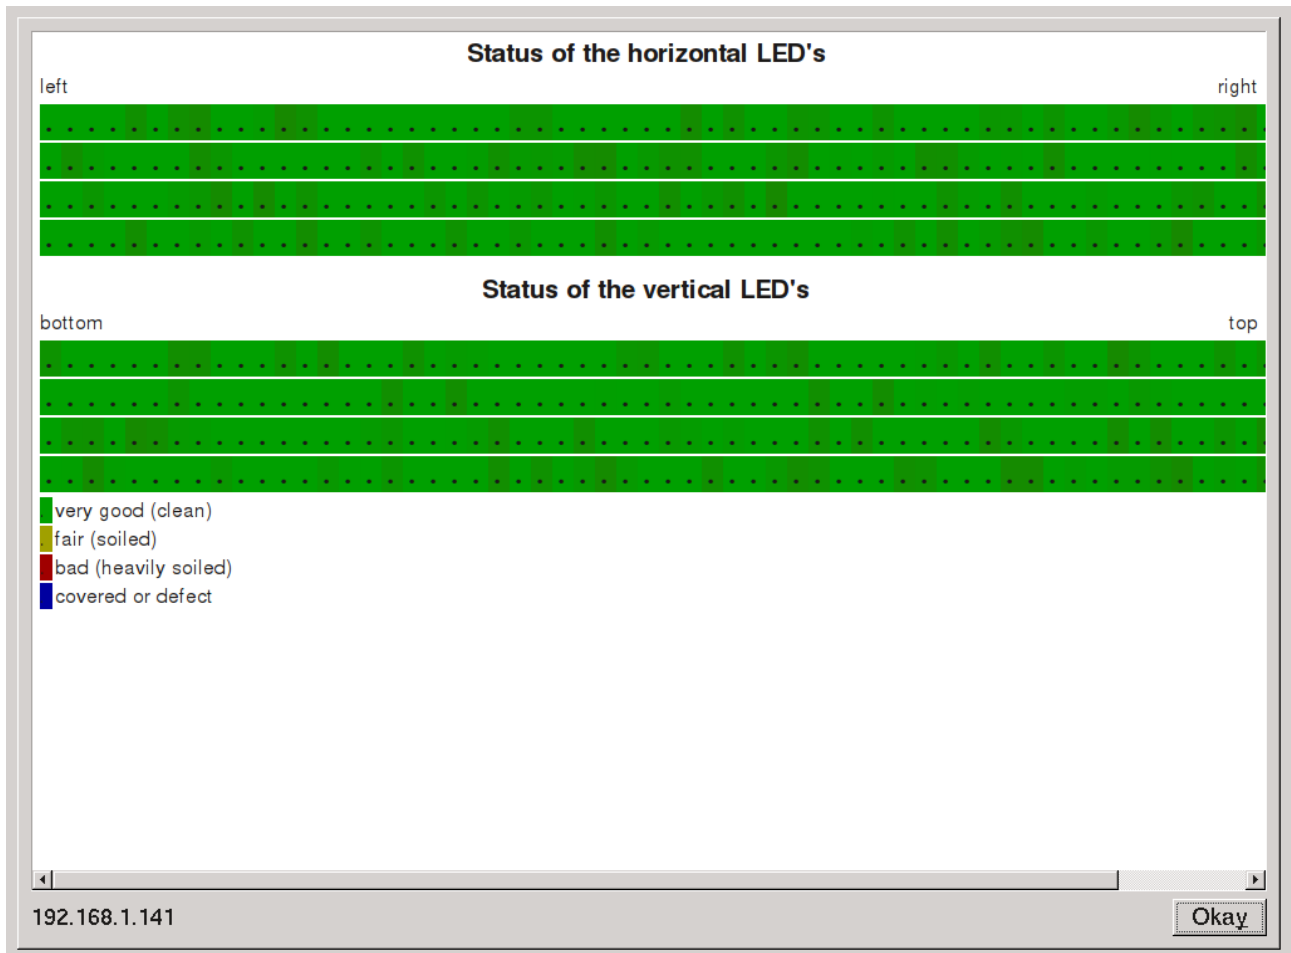 Status of the horizontal LED's
left right
Status of the vertical LED's
bottom top
very good (clean)
fair (soiled)
bad (heavily soiled)
covered or defect
192.168.1.141 Okay